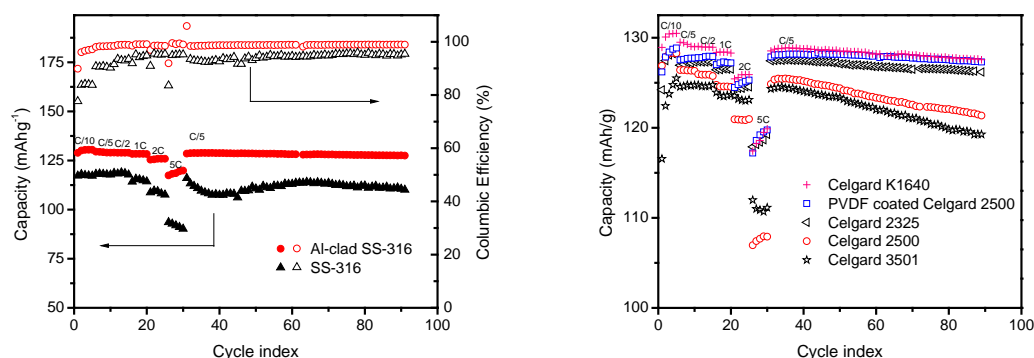 200
175
150
125
100
75
50
Capacity (mAhg⁻¹)
C/10
C/5
C/2
1C
2C
5C
C/5
Al-clad SS-316
SS-316
100
80
60
40
20
0
Columbic Efficiency (%)
0 20 40 60 80 100
Cycle index
130
120
110
100
Capacity (mAh/g)
C/10
C/5
C/2
1C
2C
5C
C/5
Celgard K1640
PVDF coated Celgard 2500
Celgard 2325
Celgard 2500
Celgard 3501
0 20 40 60 80 100
Cycle index